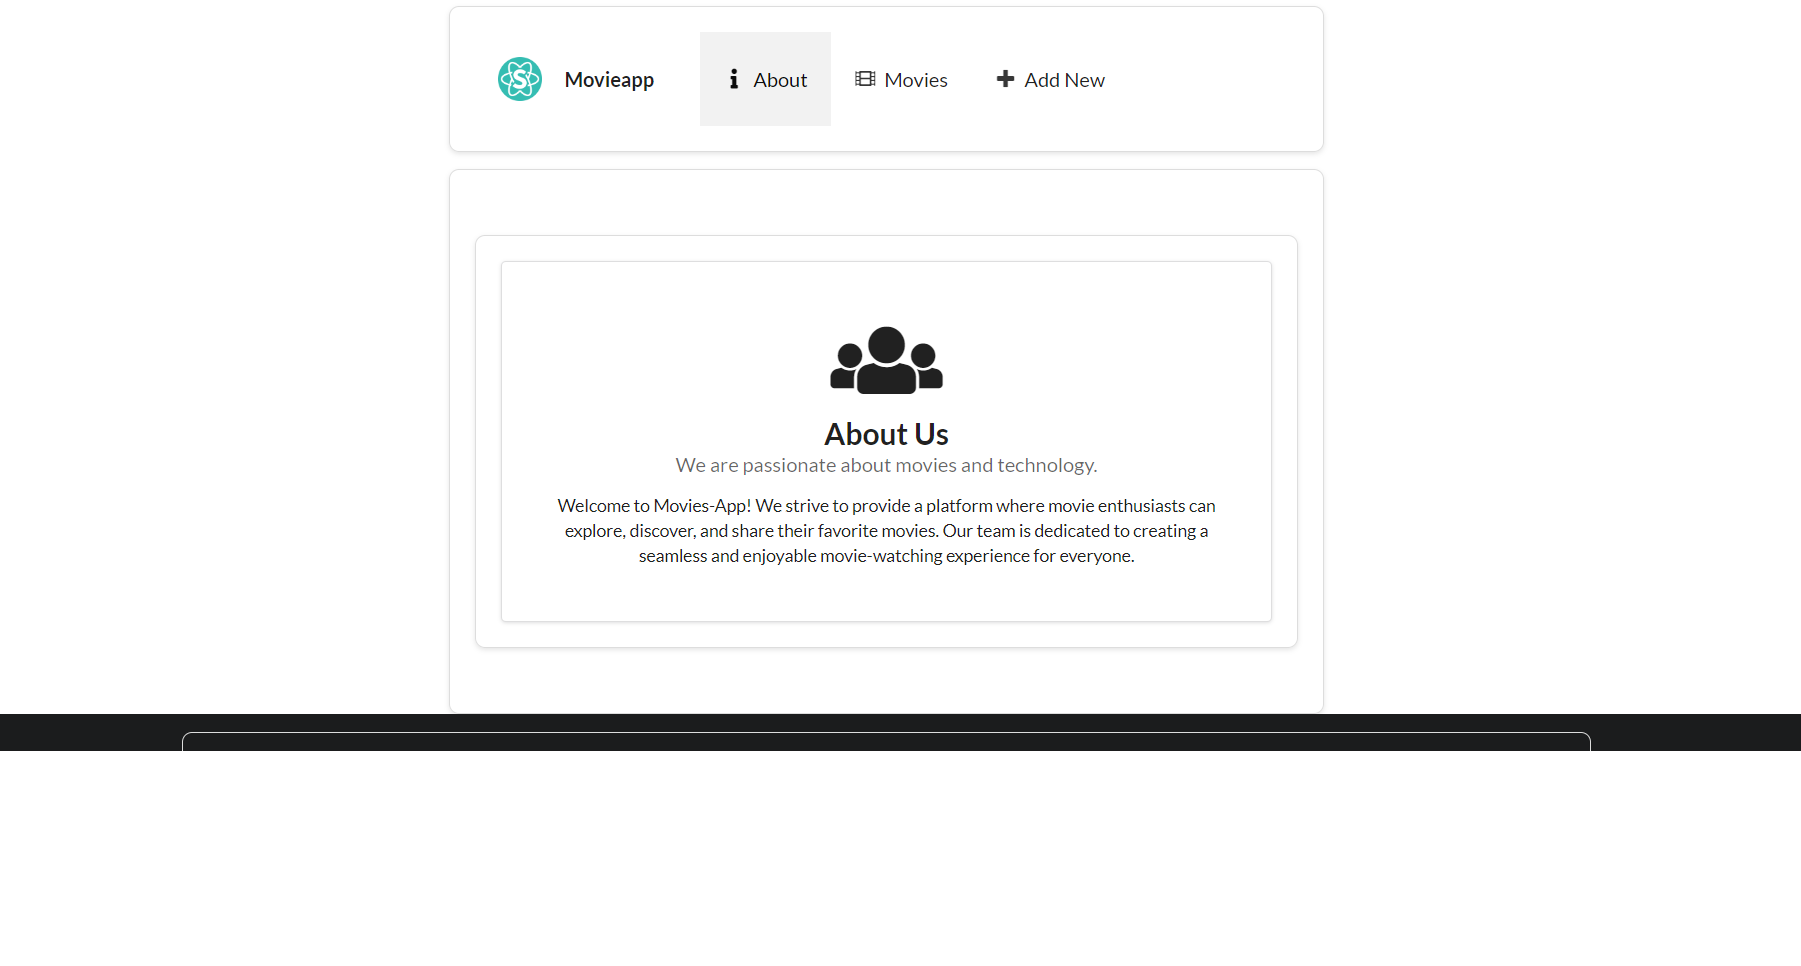 S
Movieapp
About
Movies
Add New
About Us
We are passionate about movies and technology.
Welcome to Movies-App! We strive to provide a platform where movie enthusiasts can
explore, discover, and share their favorite movies. Our team is dedicated to creating a
seamless and enjoyable movie-watching experience for everyone.